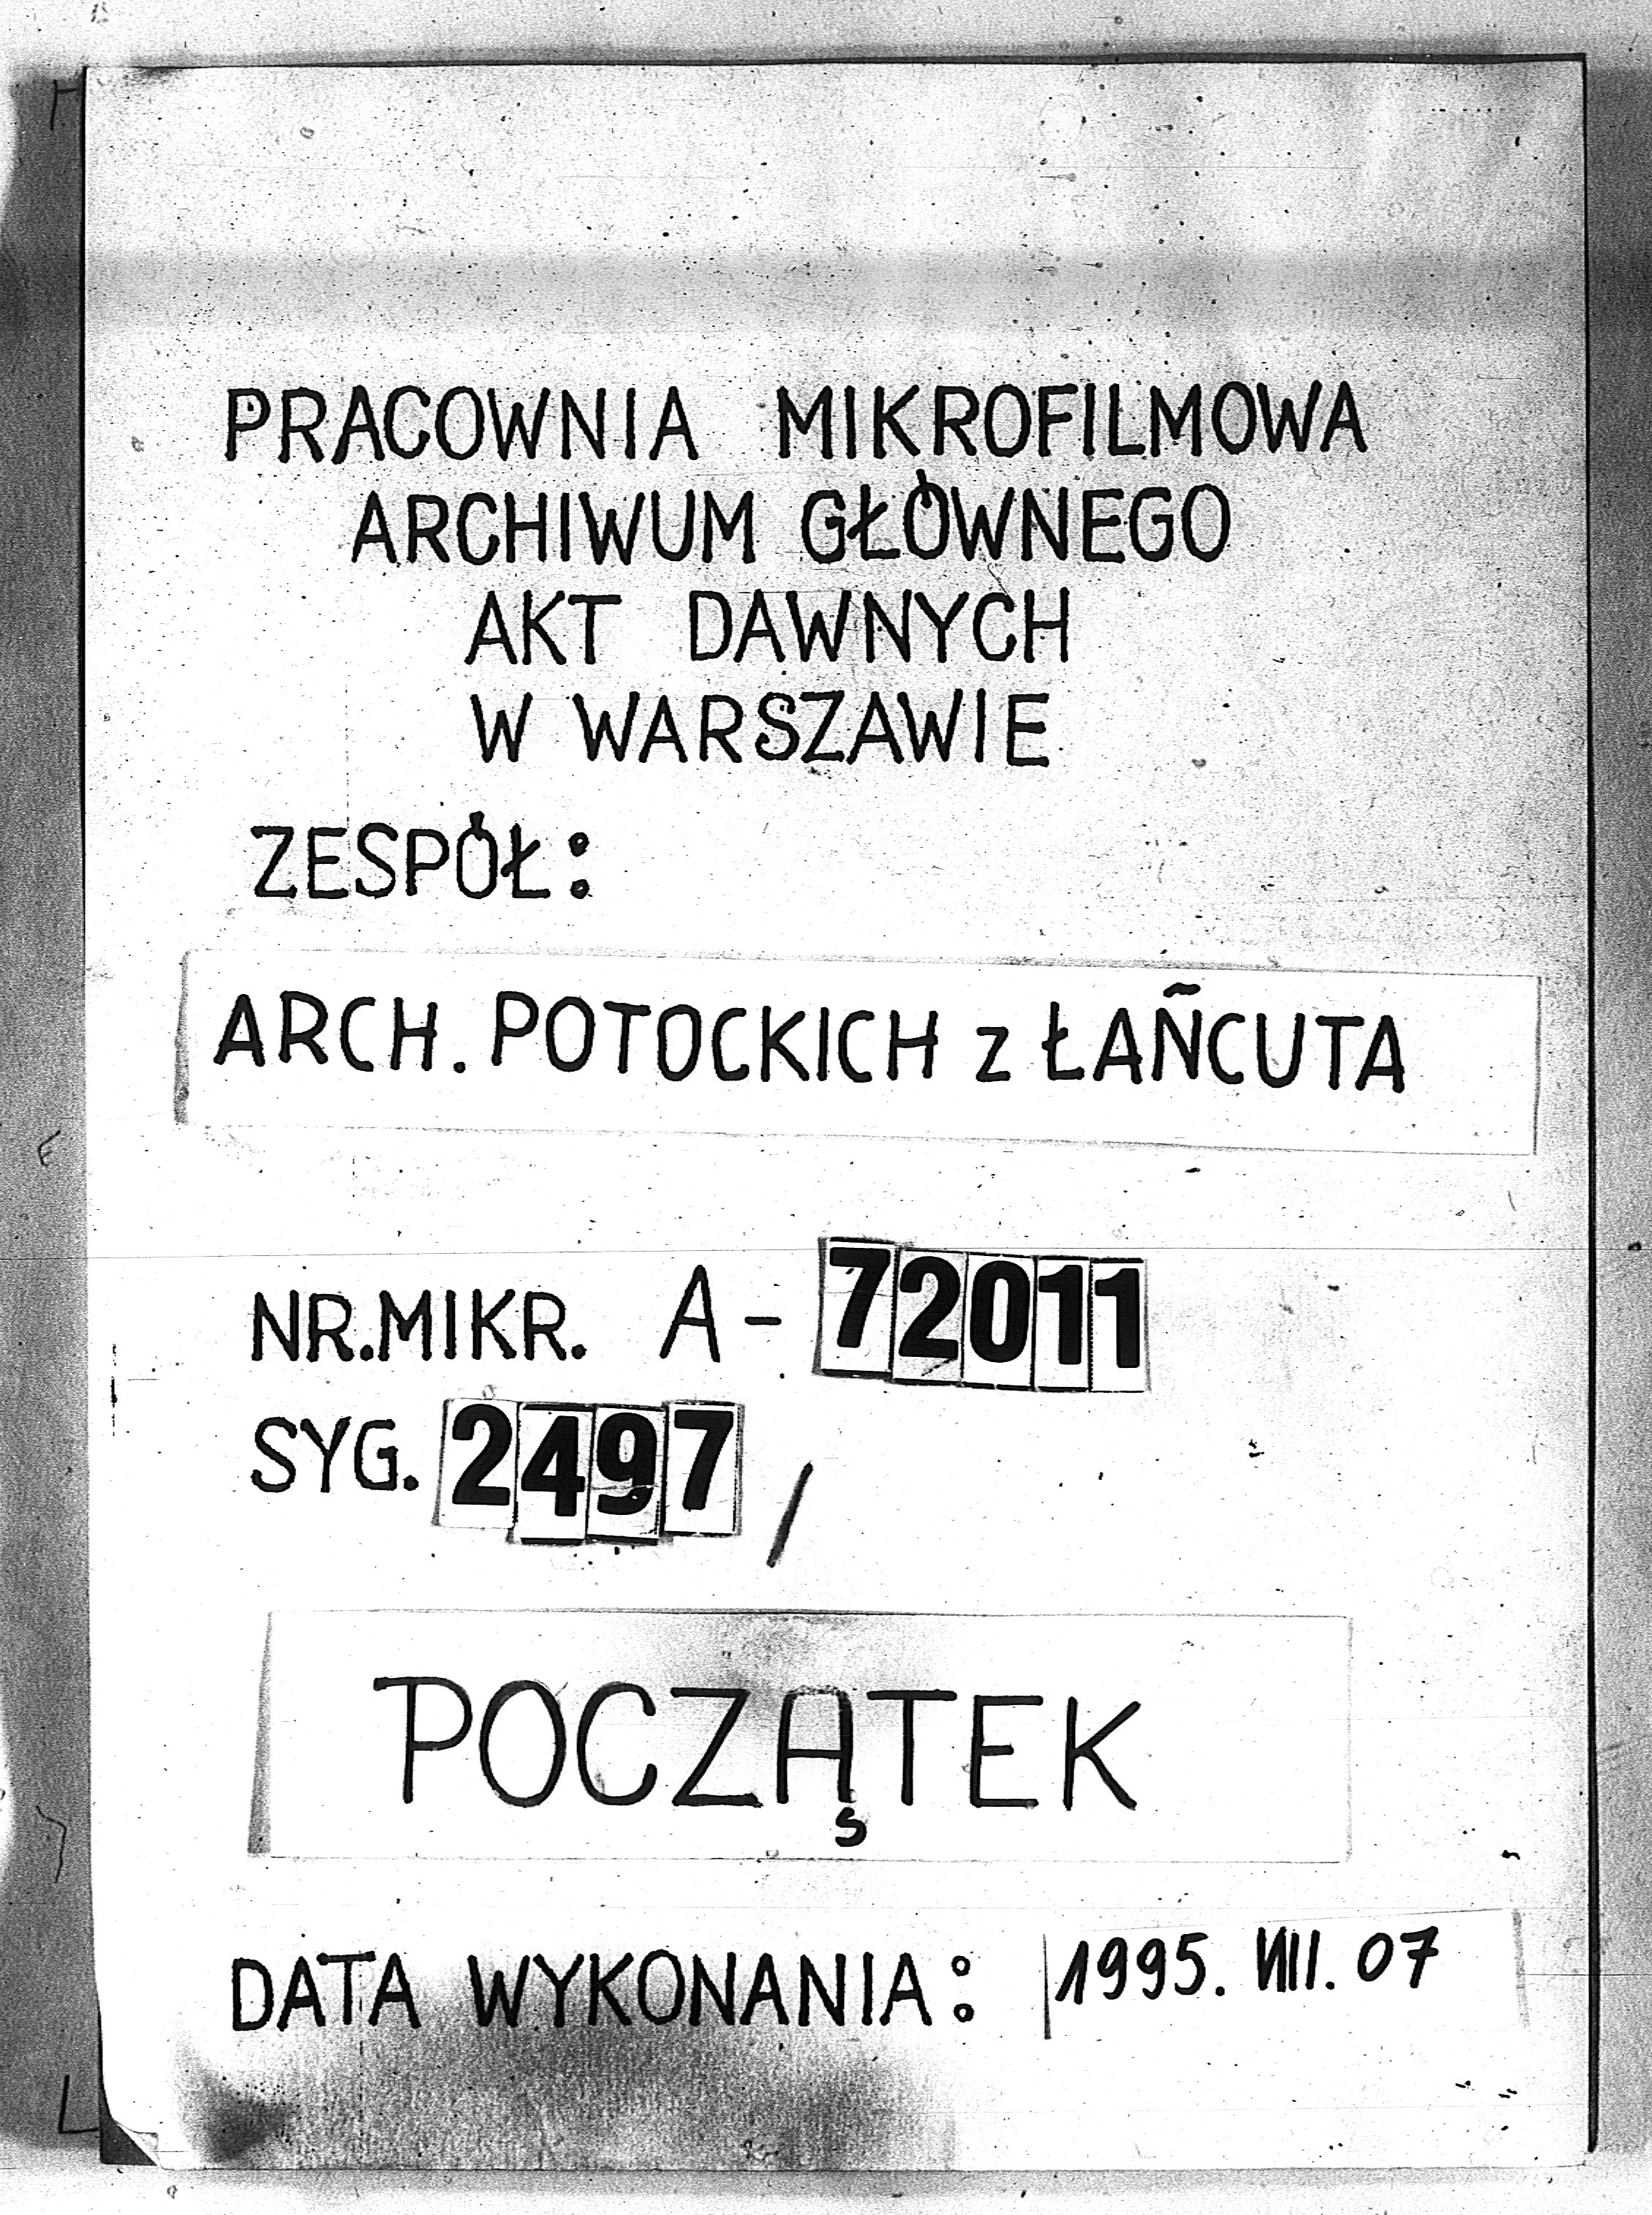 PRACOWNIA MIKROFILMOWA
ARCHIWUM GŁÓWNEGO
AKT DAWNYCH
W WARSZAWIE
ZESPÓŁ:
ARCH. POTOCKICH z ŁAŃCUTA
NR.MIKR. A-72011
SYG. 2497/
POCZĄTEK
DATA WYKONANIA: 1995. VIII. 07